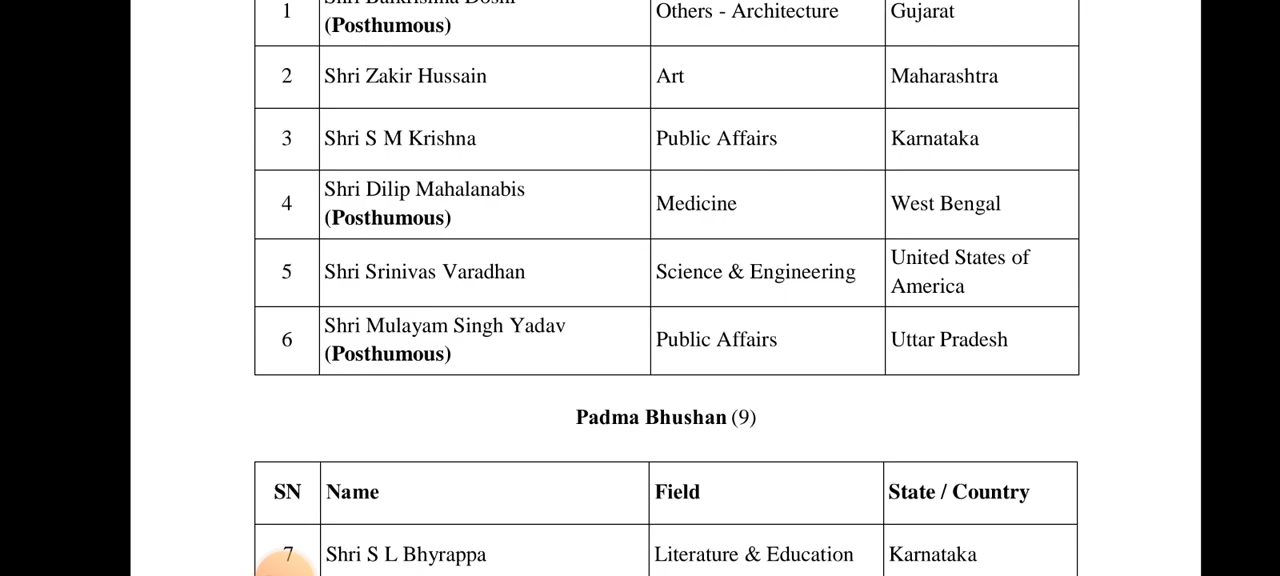 1
Shri Balkrishna Doshi
(Posthumous)
Others - Architecture
Gujarat
2
Shri Zakir Hussain
Art
Maharashtra
3
Shri S M Krishna
Public Affairs
Karnataka
4
Shri Dilip Mahalanabis
(Posthumous)
Medicine
West Bengal
5
Shri Srinivas Varadhan
Science & Engineering
United States of
America
6
Shri Mulayam Singh Yadav
(Posthumous)
Public Affairs
Uttar Pradesh
Padma Bhushan (9)
SN
Name
Field
State / Country
7
Shri S L Bhyrappa
Literature & Education
Karnataka